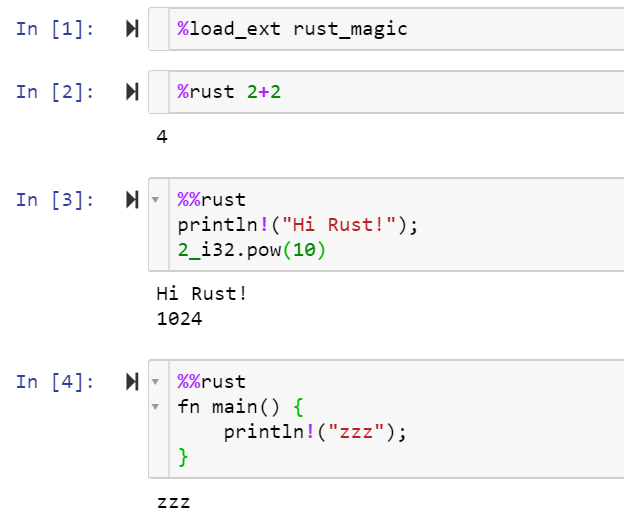 In [1]: %load_ext rust_magic
In [2]: %rust 2+2
4
In [3]: %%rust
println!("Hi Rust!");
2_i32.pow(10)
Hi Rust!
1024
In [4]: %%rust
fn main() {
    println!("zzz");
}
zzz